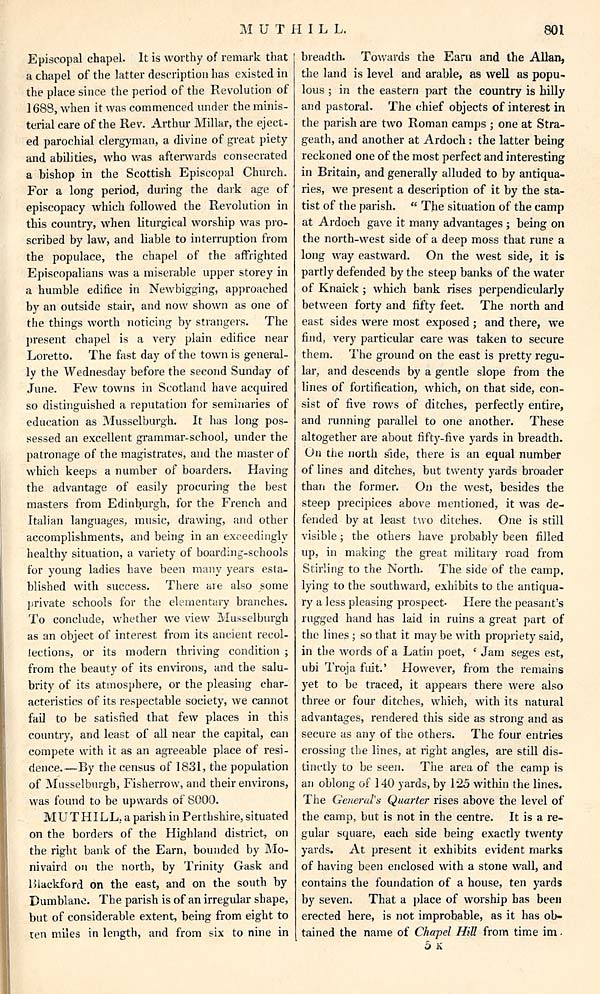 MUTHILL.
801
Episcopal chapel. It is worthy of remark that
a chapel of the latter description has existed in
the place since the period of the Revolution of
1688, when it was commenced under the minis-
terial care of the Rev. Arthur Millar, the eject-
ed parochial clergyman, a divine of great piety
and abilities, who was afterwards consecrated
a bishop in the Scottish Episcopal Church.
For a long period, during the dark age of
episcopacy which followed the Revolution in
this country, when liturgical worship was pro-
scribed by law, and liable to interruption from
the populace, the chapel of the affrighted
Episcopalians was a miserable upper storey in
a humble edifice in Newbigging, approached
by an outside stair, and now shown as one of
the things worth noticing by strangers. The
present chapel is a very plain edifice near
Loretto. The fast day of the town is general-
ly the Wednesday before the second Sunday of
June. Few towns in Scotland have acquired
so distinguished a reputation for seminaries of
education as Musselburgh. It has long pos-
sessed an excellent grammar-school, under the
patronage of the magistrates, and the master of
which keeps a number of boarders. Having
the advantage of easily procuring the best
masters from Edinburgh, for the French and
Italian languages, music, drawing, and other
accomplishments, and being in an exceedingly
healthy situation, a variety of boarding-schools
for young ladies have been many years esta-
blished with success. There are also some
private schools for the elementary branches.
To conclude, whether we view Musselburgh
as an object of interest from its ancient recol-
lections, or its modern thriving condition ;
from the beauty of its environs, and the salu-
brity of its atmosphere, or the pleasing char-
acteristics of its respectable society, we cannot
fail to be satisfied that few places in this
country, and least of all near the capital, can
compete with it as an agreeable place of resi-
dence.—By the census of 1831, the population
of Musselburgh, Fisherrow, and their environs,
was found to be upwards of 8000.
MUTHILL, a parish in Perthshire, situated
on the borders of the Highland district, on
the right bank of the Earn, bounded by Mo-
nivaird on the north, by Trinity Gask and
Blackford on the east, and on the south by
Dumblane. The parish is of an irregular shape,
but of considerable extent, being from eight to
ten miles in length, and from six to nine in
breadth. Towards the Earn and the Allan,
the land is level and arable, as well as popu-
lous ; in the eastern part the country is hilly
and pastoral. The chief objects of interest in
the parish are two Roman camps ; one at Stra-
geath, and another at Ardoch : the latter being
reckoned one of the most perfect and interesting
in Britain, and generally alluded to by antiqua-
ries, we present a description of it by the sta-
tist of the parish. “ The situation of the camp
at Ardoch gave it many advantages ; being on
the north-west side of a deep moss that runs a
long way eastward. On the west side, it is
partly defended by the steep banks of the water
of Knaick ; which bank rises perpendicularly
between forty and fifty feet. The north and
east sides were most exposed ; and there, we
find, very particular care was taken to secure
them. The ground on the east is pretty regu-
lar, and descends by a gentle slope from the
lines of fortification, which, on that side, con-
sist of five rows of ditches, perfectly entire,
and running parallel to one another. These
altogether are about fifty-five yards in breadth.
On the north side, there is an equal number
of lines and ditches, but twenty yards broader
than the former. On the west, besides the
steep precipices above mentioned, it was de-
fended by at least two ditches. One is still
visible ; the others have probably been filled
up, in making the great military road from
Stirling to the North. The side of the camp,
lying to the southward, exhibits to the antiqua-
ry a less pleasing prospect. Here the peasant's
rugged hand has laid in ruins a great part of
the lines ; so that it may be with propriety said,
in the words of a Latin poet, ‘ Jam seges est,
ubi Troja fuit.’ However, from the remains
yet to be traced, it appears there were also
three or four ditches, which, with its natural
advantages, rendered this side as strong and as
secure as any of the others. The four entries
crossing the lines, at right angles, are still dis-
tinctly to be seen. The area of the camp is
an oblong of 140 yards, by 125 within the lines.
The General's Quarter rises above the level of
the camp, but is not in the centre. It is a re-
gular square, each side being exactly twenty
yards. At present it exhibits evident marks
of having been enclosed with a stone wall, and
contains the foundation of a house, ten yards
by seven. That a place of worship has been
erected here, is not improbable, as it has ob-
tained the name of Chapel Hill from time im-
5 K